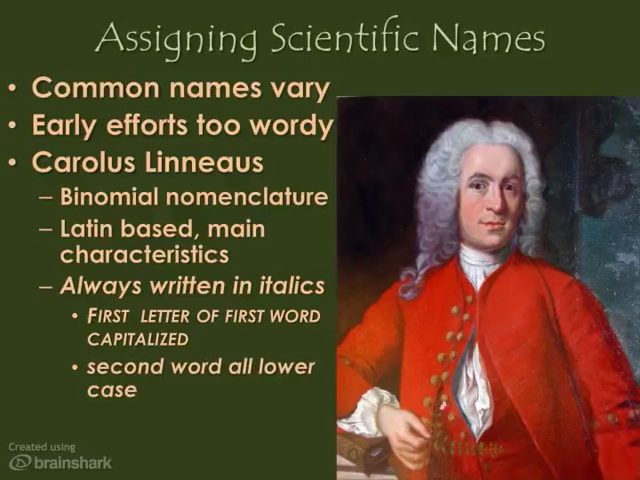 Assigning Scientific Names
• Common names vary
• Early efforts too wordy
• Carolus Linneaus
– Binomial nomenclature
– Latin based, main
characteristics
– Always written in italics
• FIRST LETTER OF FIRST WORD
CAPITALIZED
• second word all lower
case
Created using
brainshark